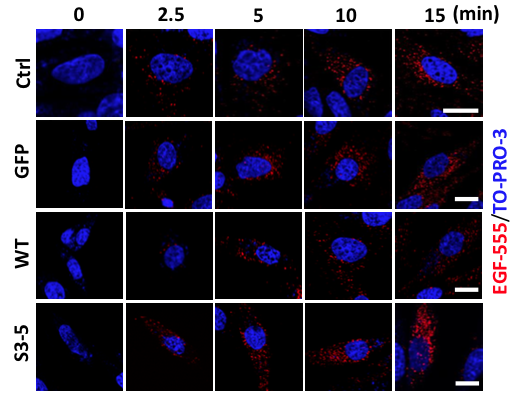 0 2.5 5 10 15 (min)
Ctrl
GFP
WT
S3-5
EGF-555/TO-PRO-3